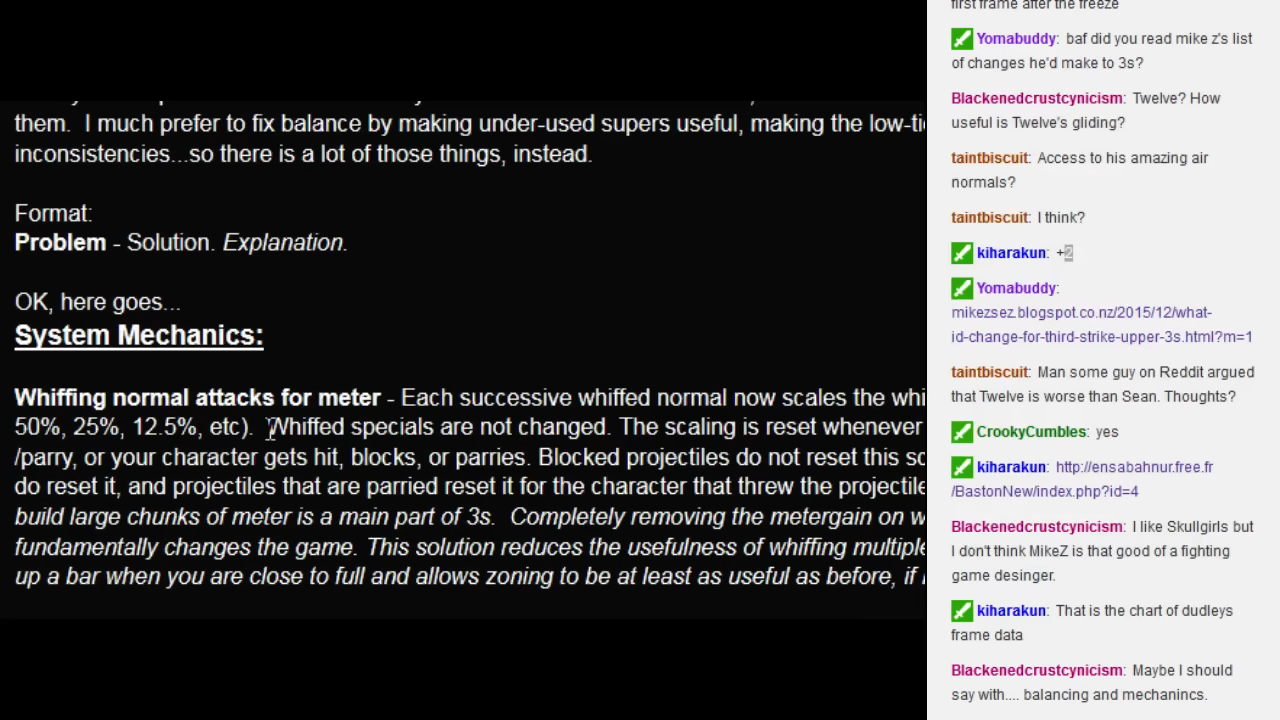 them.  I much prefer to fix balance by making under-used supers useful, making the low-ti
inconsistencies...so there is a lot of those things, instead.
Format:
Problem - Solution. Explanation.
OK, here goes...
System Mechanics:
Whiffing normal attacks for meter - Each successive whiffed normal now scales the whi
50%, 25%, 12.5%, etc).  Whiffed specials are not changed. The scaling is reset whenever
/parry, or your character gets hit, blocks, or parries. Blocked projectiles do not reset this sc
do reset it, and projectiles that are parried reset it for the character that threw the projectile
build large chunks of meter is a main part of 3s.  Completely removing the metergain on w
fundamentally changes the game. This solution reduces the usefulness of whiffing multiple
up a bar when you are close to full and allows zoning to be at least as useful as before, if
first frame after the freeze
Yomabuddy: baf did you read mike z's list
of changes he'd make to 3s?
Blackenedcrustcynicism: Twelve? How
useful is Twelve's gliding?
taintbiscuit: Access to his amazing air
normals?
taintbiscuit: I think?
kiharakun: +2
Yomabuddy:
mikezsez.blogspot.co.nz/2015/12/what-
id-change-for-third-strike-upper-3s.html?m=1
taintbiscuit: Man some guy on Reddit argued
that Twelve is worse than Sean. Thoughts?
CrookyCumbles: yes
kiharakun: http://ensabahnur.free.fr
/BastonNew/index.php?id=4
Blackenedcrustcynicism: I like Skullgirls but
I don't think MikeZ is that good of a fighting
game desinger.
kiharakun: That is the chart of dudleys
frame data
Blackenedcrustcynicism: Maybe I should
say with.... balancing and mechanincs.